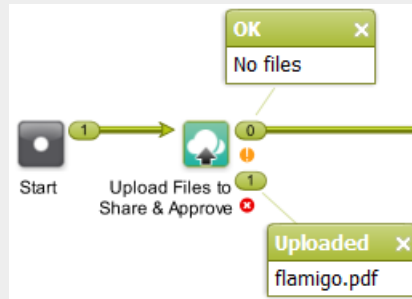 OK
No files
1
0
Start
Upload Files to
Share & Approve
1
Uploaded
flamigo.pdf